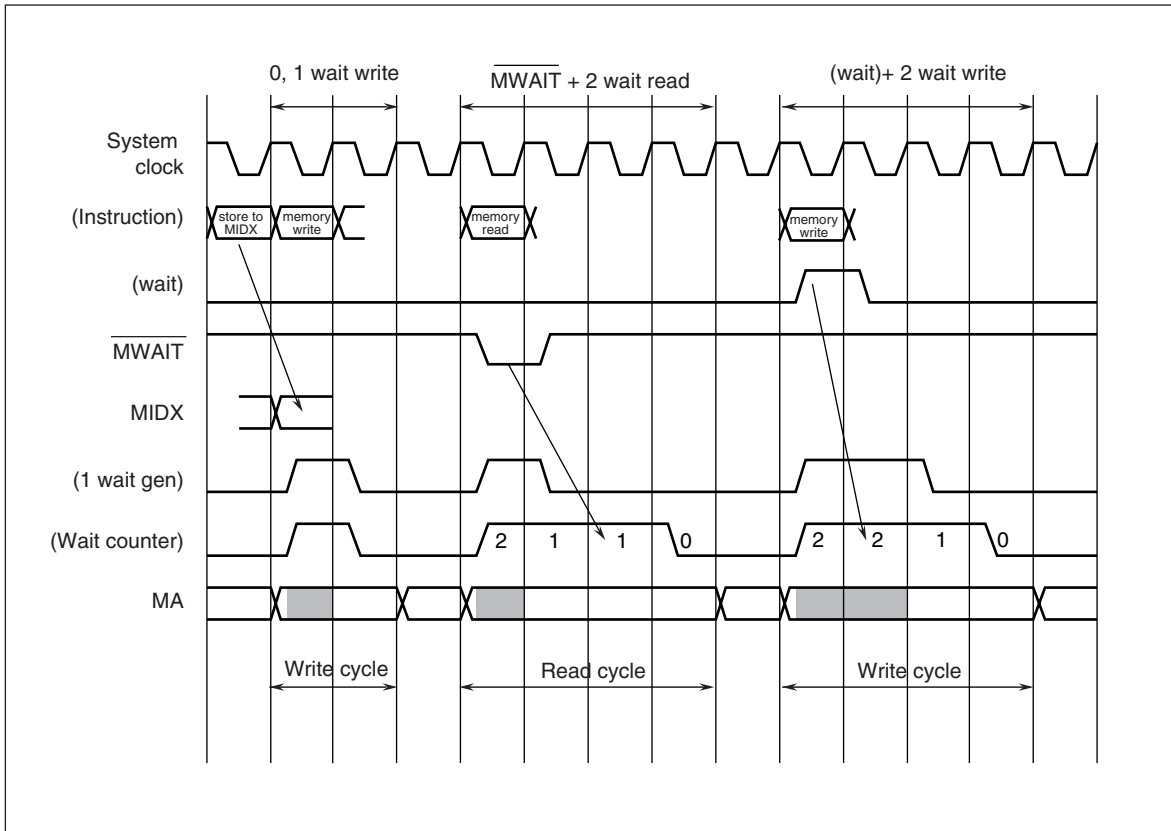 0, 1 wait write
MWAIT + 2 wait read
(wait)+ 2 wait write
System
clock
(Instruction)
store to
MIDX
memory
write
memory
read
memory
write
(wait)
MWAIT
MIDX
(1 wait gen)
(Wait counter)
2 1 1 0
2 2 1 0
MA
Write cycle
Read cycle
Write cycle